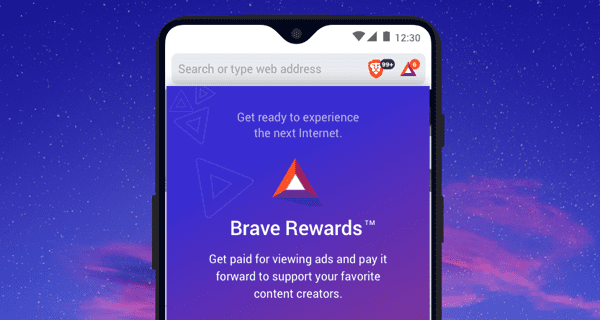 12:30
Search or type web address
99+
6
Get ready to experience
the next Internet.
Brave Rewards™
Get paid for viewing ads and pay it
forward to support your favorite
content creators.